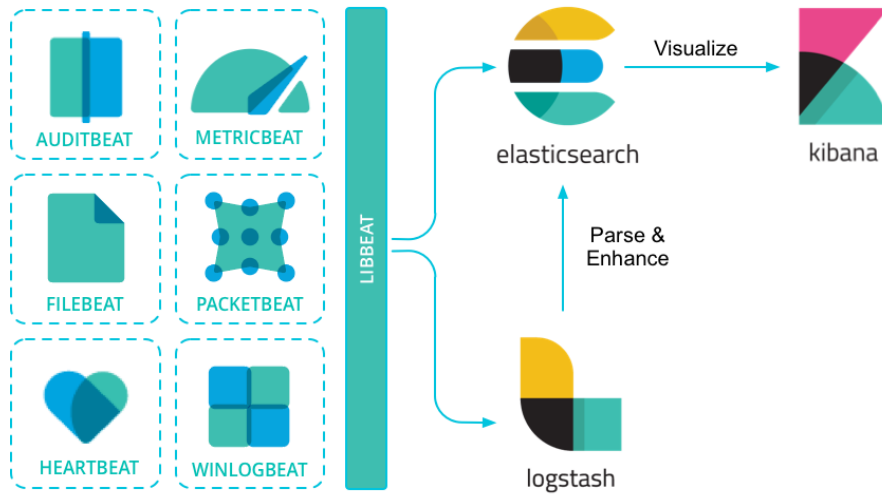 AUDITBEAT
METRICBEAT
FILEBEAT
PACKETBEAT
HEARTBEAT
WINLOGBEAT
LIBBEAT
elasticsearch
Visualize
kibana
Parse &
Enhance
logstash